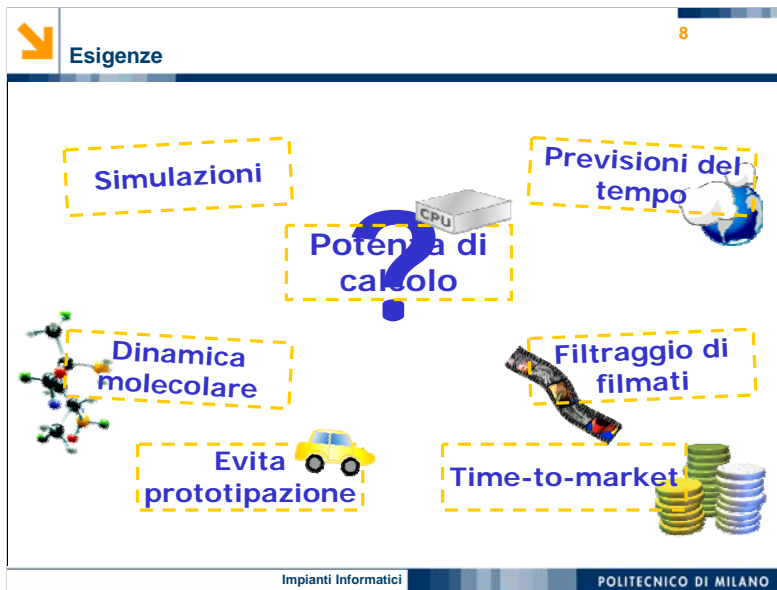 8
Esigenze
Simulazioni
Previsioni del
tempo
CPU
Potenza di
calcolo
?
Dinamica
molecolare
Filtraggio di
filmati
Evita
prototipazione
Time-to-market
Impianti Informatici
POLITECNICO DI MILANO